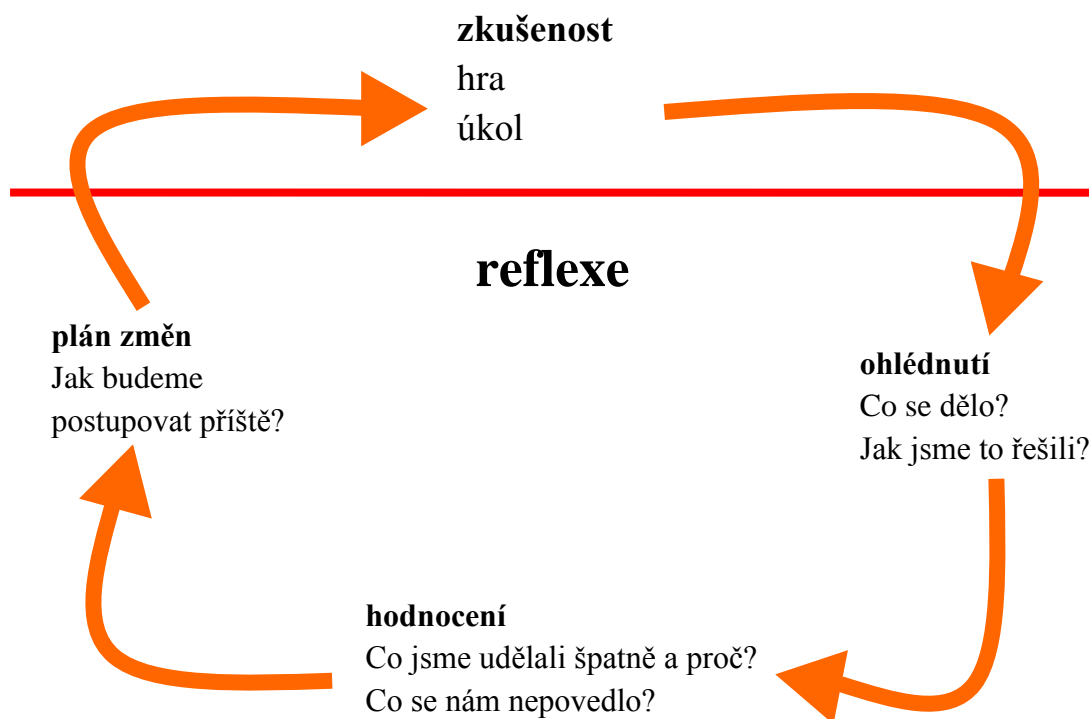 zkušenost
hra
úkol
reflexe
ohlédnutí
Co se dělo?
Jak jsme to řešili?
hodnocení
Co jsme udělali špatně a proč?
Co se nám nepovedlo?
plán změn
Jak budeme
postupovat příště?